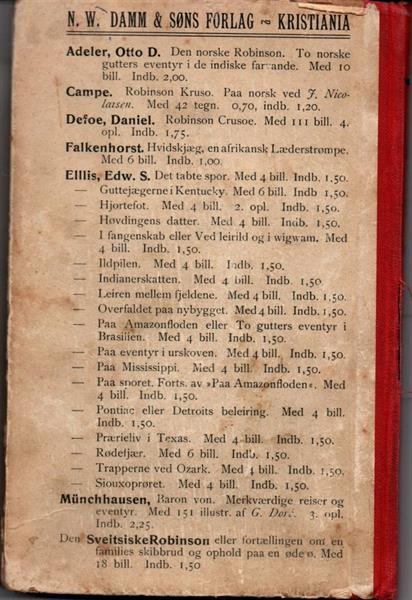 N. W. DAMM & SØNS FORLAG ~ KRISTIANIA
Adeler, Otto D. Den norske Robinson. To norske
gutters eventyr i de indiske farvande. Med 10
bill. Indb. 2,00.
Campe. Robinson Kruso. Paa norsk ved J. Nico-
laisen. Med 42 tegn. 0,70, indb. 1,20.
Defoe, Daniel. Robinson Crusoe. Med 111 bill. 4.
opl. Indb. 1,75.
Falkenhorst. Hvidskjæg, en afrikansk Læderstrømpe.
Med 6 bill. Indb. 1,00.
Elllis, Edw. S. Det tabte spor. Med 4 bill. Indb. 1,50.
— Guttejægerne i Kentucky. Med 6 bill. Indb 1,50.
— Hjortefot. Med 4 bill. 2. opl. Indb. 1,50.
— Høvdingens datter. Med 4 bill. Indb. 1,50.
— I fangenskab eller Ved leirild og i wigwam. Med
4 bill. Indb. 1,50.
— Ildpilen. Med 4 bill. Indb. 1,50.
— Indianerskatten. Med 4 bill. Indb. 1,50
— Leiren mellem fjeldene. Med 4 bill. Indb. 1,50.
— Overfaldet paa nybygget. Med 4 bill. Indb. 1,50.
— Paa Amazonfloden eller To gutters eventyr i
Brasilien. Med 4 bill. Indb. 1,50.
— Paa eventyr i urskoven. Med 4 bill. Indb. 1,50.
— Paa Mississippi. Med 4 bill. Indb. 1,50.
— Paa snoret. Forts. av »Paa Amazonfloden«. Med
4 bill. Indb. 1,50.
— Pontiac eller Detroits beleiring. Med 4 bill.
Indb. 1,50.
— Prærieliv i Texas. Med 4 bill. Indb. 1,50.
— Rødefjær. Med 6 bill. Indb. 1,50.
— Trapperne ved Ozark. Med 4 bill. Indb. 1,50.
— Siouxoprøret. Med 4 bill. Indb. 1,50.
Münchhausen, Baron von. Merkværdige reiser og
eventyr. Med 151 illustr. af G. Doré. 3. opl.
Indb. 2,25.
Den SveitsiskeRobinson eller fortællingen om en
families skibbrud og ophold paa en øde ø. Med
18 bill. Indb. 1,50